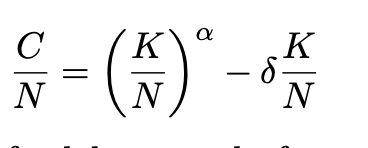 C/N = (K/N)^α − δ K/N